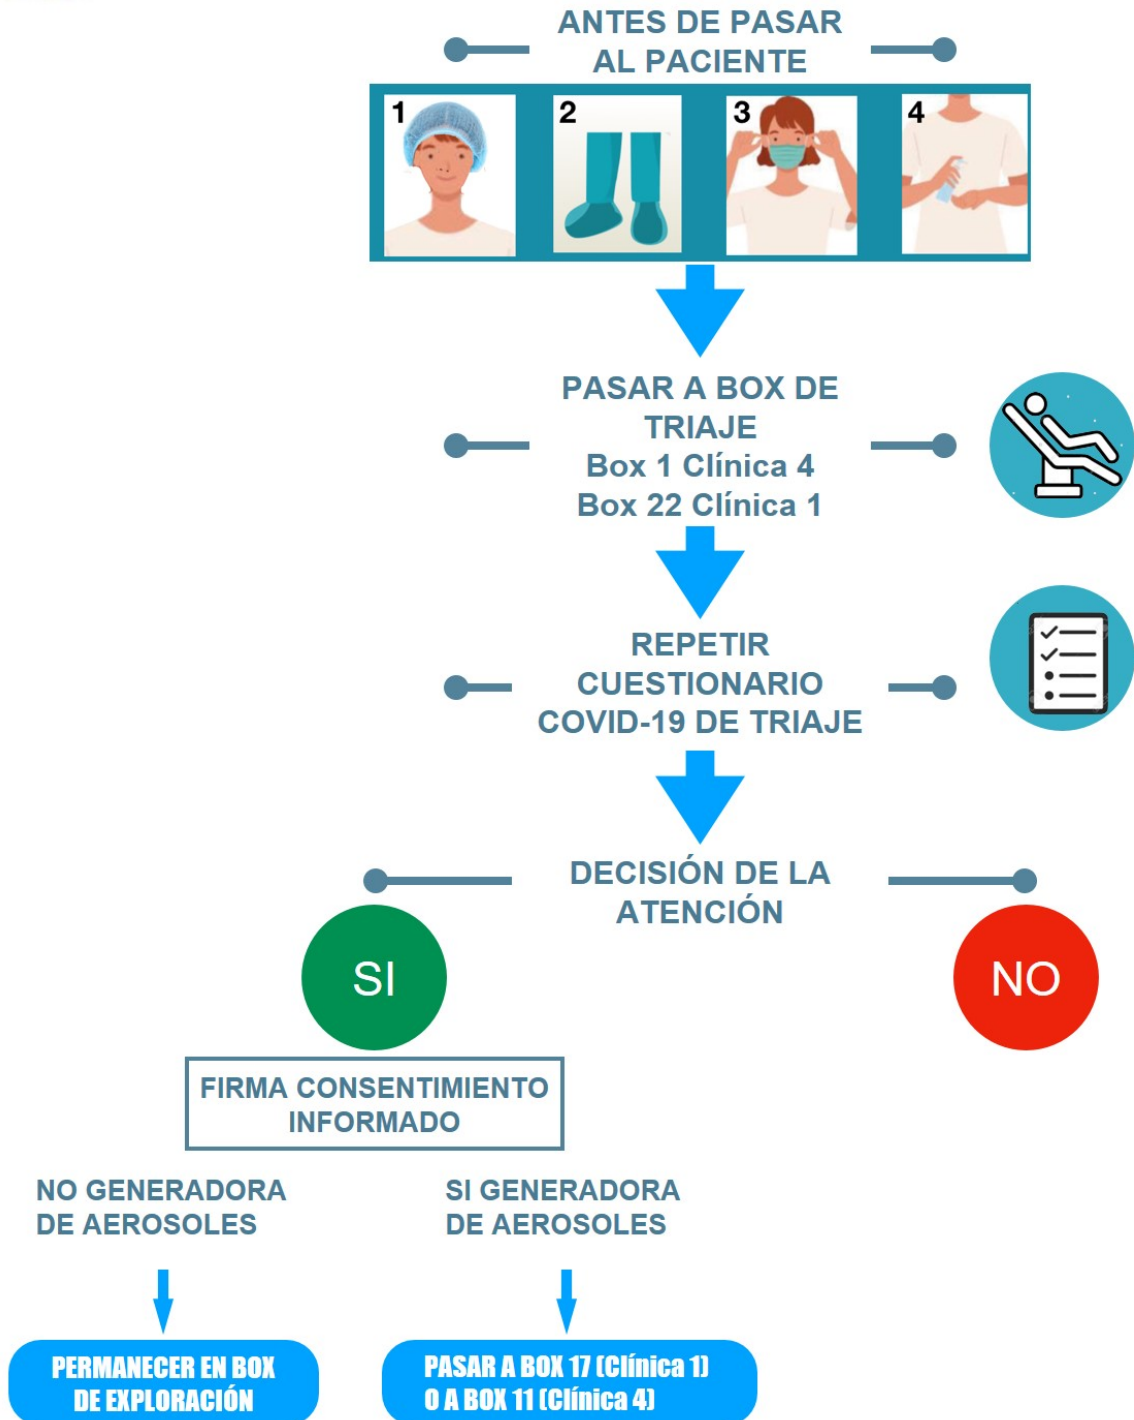 ANTES DE PASAR
AL PACIENTE
1
2
3
4
PASAR A BOX DE
TRIAJE
Box 1 Clínica 4
Box 22 Clínica 1
REPETIR
CUESTIONARIO
COVID-19 DE TRIAJE
DECISIÓN DE LA
ATENCIÓN
SI
NO
FIRMA CONSENTIMIENTO
INFORMADO
NO GENERADORA
DE AEROSOLES
SI GENERADORA
DE AEROSOLES
PERMANECER EN BOX
DE EXPLORACIÓN
PASAR A BOX 17 (Clínica 1)
O A BOX 11 (Clínica 4)